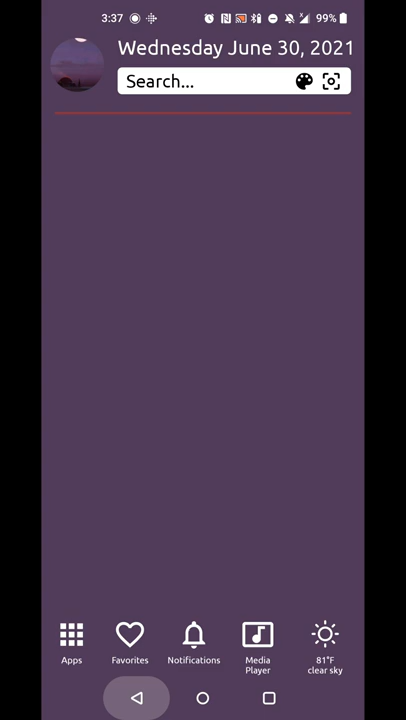 3:37
99%
Wednesday June 30, 2021
Search...
Apps
Favorites
Notifications
Media
Player
81°F
clear sky